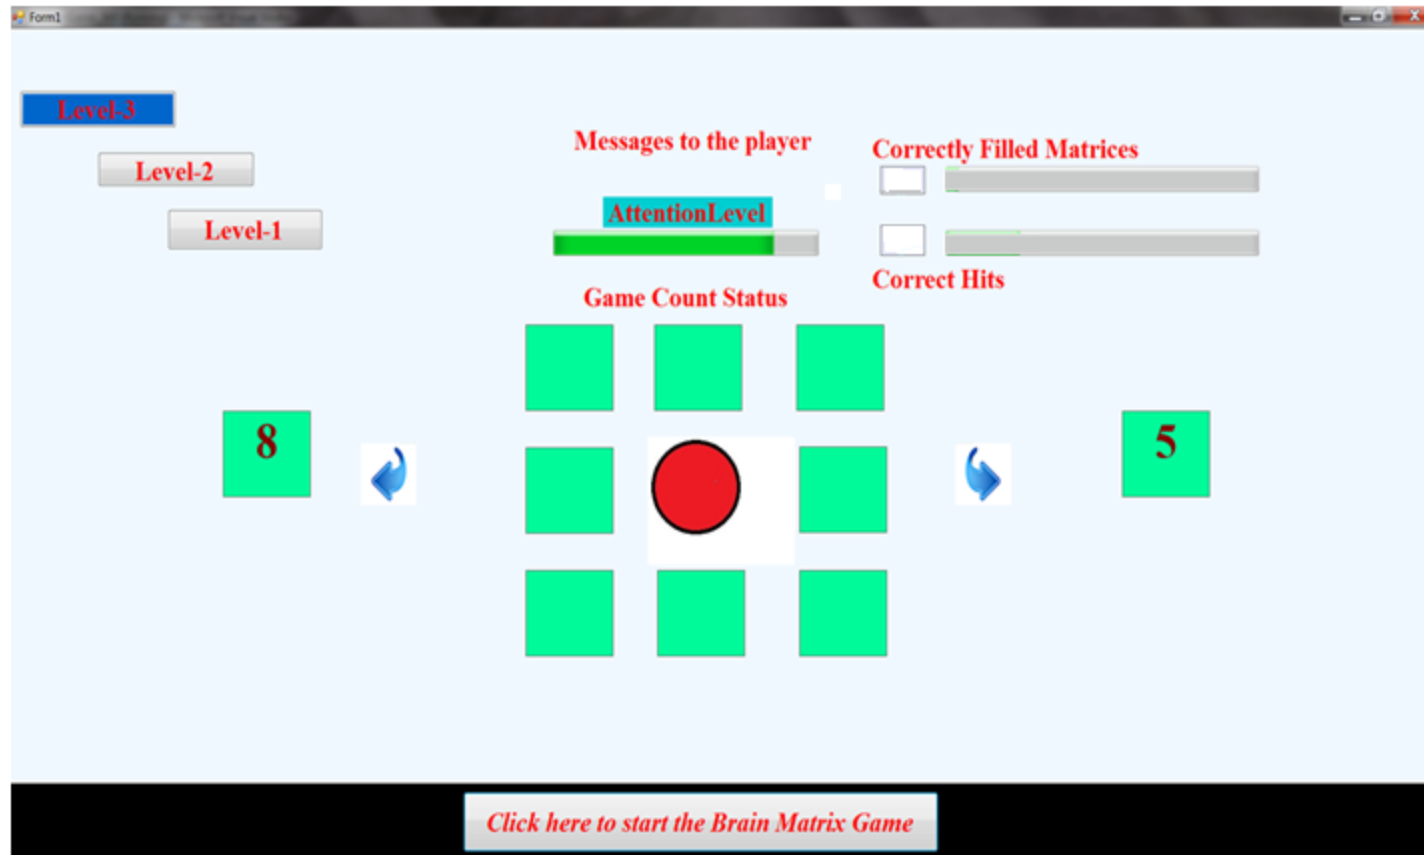 Form1
Level-3
Level-2
Level-1
Messages to the player
AttentionLevel
Game Count Status
Correctly Filled Matrices
Correct Hits
8
5
Click here to start the Brain Matrix Game